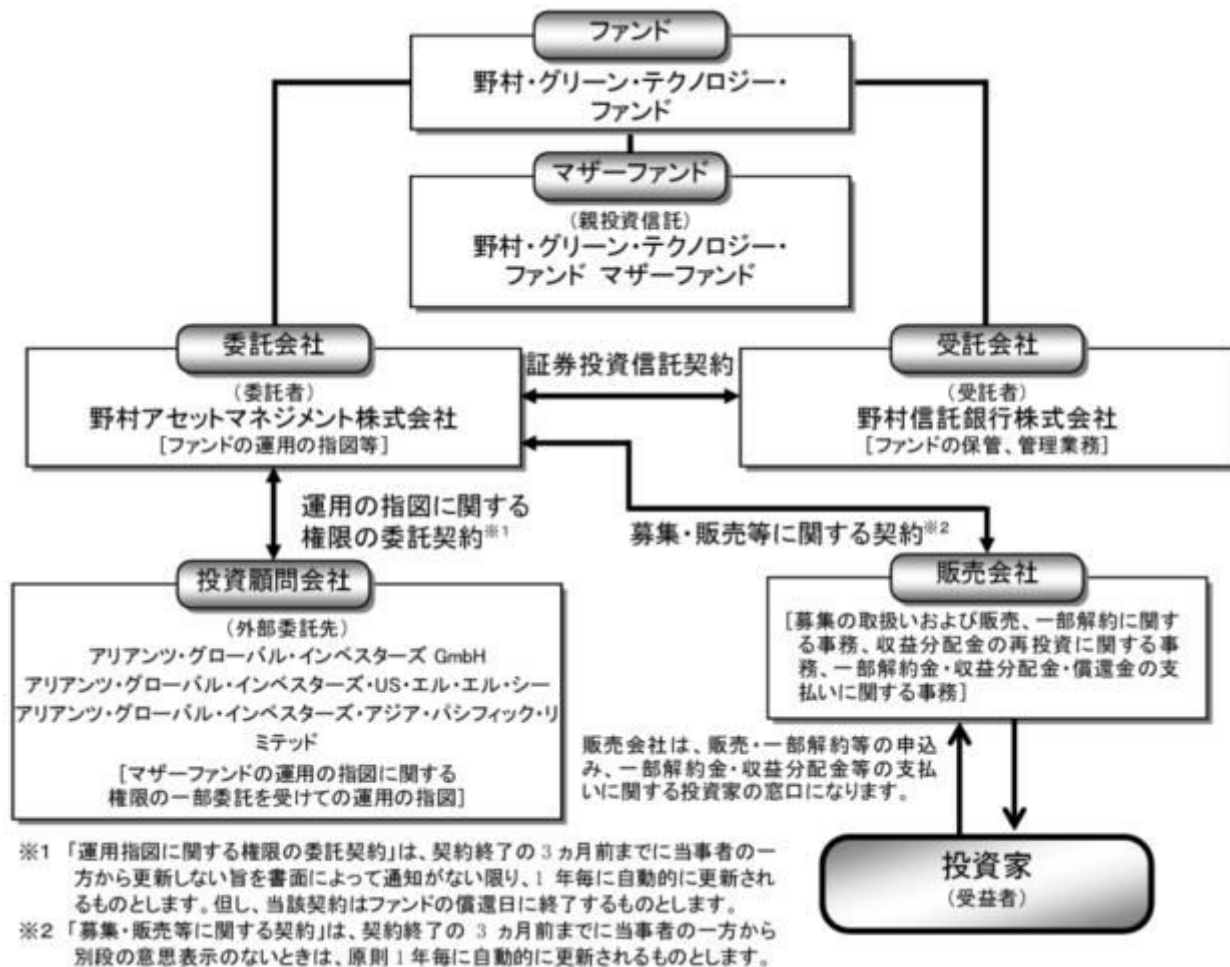 ファンド
野村・グリーン・テクノロジー・
ファンド
マザーファンド
(親投資信託)
野村・グリーン・テクノロジー・
ファンド マザーファンド
委託会社
(委託者)
野村アセットマネジメント株式会社
[ファンドの運用の指図等]
証券投資信託契約
受託会社
(受託者)
野村信託銀行株式会社
[ファンドの保管、管理業務]
運用の指図に関する
権限の委託契約※1
募集・販売等に関する契約※2
投資顧問会社
(外部委託先)
アリアンツ・グローバル・インベスターズ GmbH
アリアンツ・グローバル・インベスターズ・US・エル・エル・シー
アリアンツ・グローバル・インベスターズ・アジア・パシフィック・リ
ミテッド
[マザーファンドの運用の指図に関する
権限の一部委託を受けての運用の指図]
販売会社
[募集の取扱いおよび販売、一部解約に関す
る事務、収益分配金の再投資に関する事
務、一部解約金・収益分配金・償還金の支
払いに関する事務]
販売会社は、販売・一部解約等の申込
み、一部解約金・収益分配金等の支払
いに関する投資家の窓口になります。
投資家
(受益者)
※1 「運用指図に関する権限の委託契約」は、契約終了の 3 ヵ月前までに当事者の一
方から更新しない旨を書面によって通知がない限り、1 年毎に自動的に更新され
るものとします。但し、当該契約はファンドの償還日に終了するものとします。
※2 「募集・販売等に関する契約」は、契約終了の 3 ヵ月前までに当事者の一方から
別段の意思表示のないときは、原則 1 年毎に自動的に更新されるものとします。